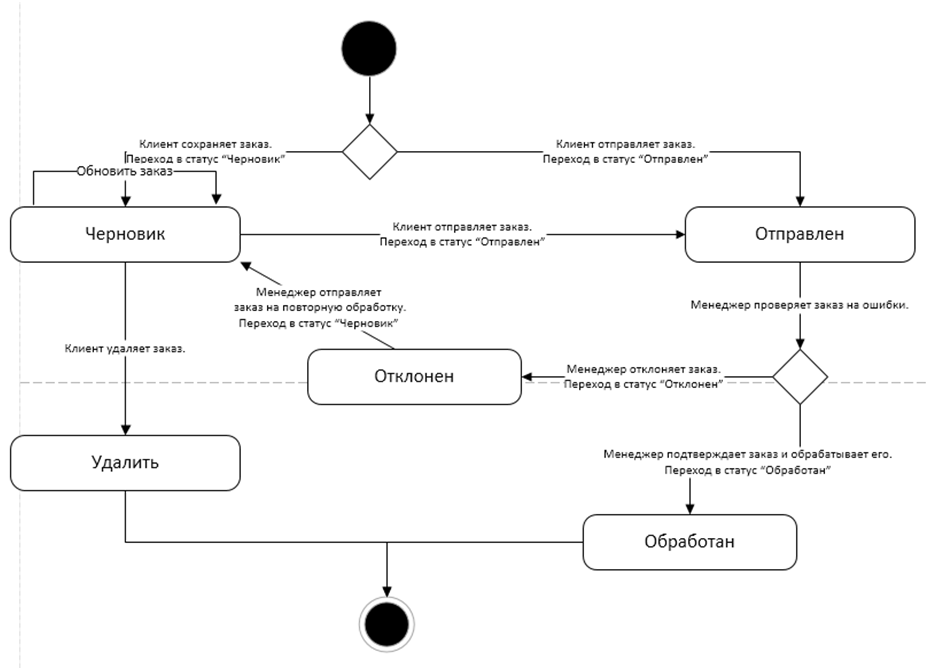 Клиент сохраняет заказ.
Переход в статус “Черновик”
Клиент отправляет заказ.
Переход в статус “Отправлен”
Обновить заказ
Черновик
Клиент отправляет заказ.
Переход в статус “Отправлен”
Отправлен
Менеджер отправляет
заказ на повторную обработку.
Переход в статус “Черновик”
Менеджер проверяет заказ на ошибки.
Клиент удаляет заказ.
Отклонен
Менеджер отклоняет заказ.
Переход в статус “Отклонен”
Удалить
Менеджер подтверждает заказ и обрабатывает его.
Переход в статус “Обработан”
Обработан